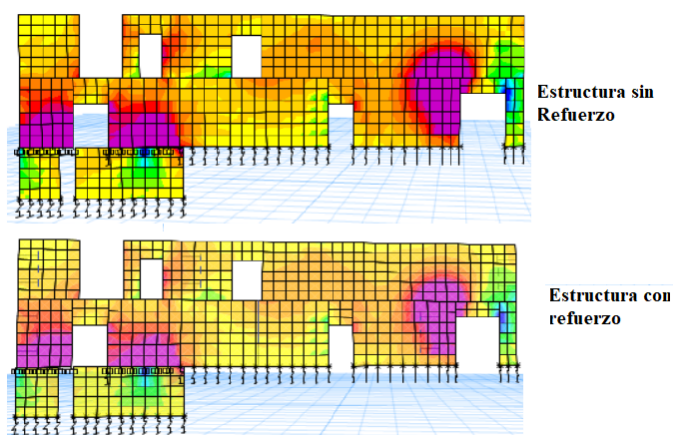 Estructura sin
Refuerzo
Estructura con
refuerzo